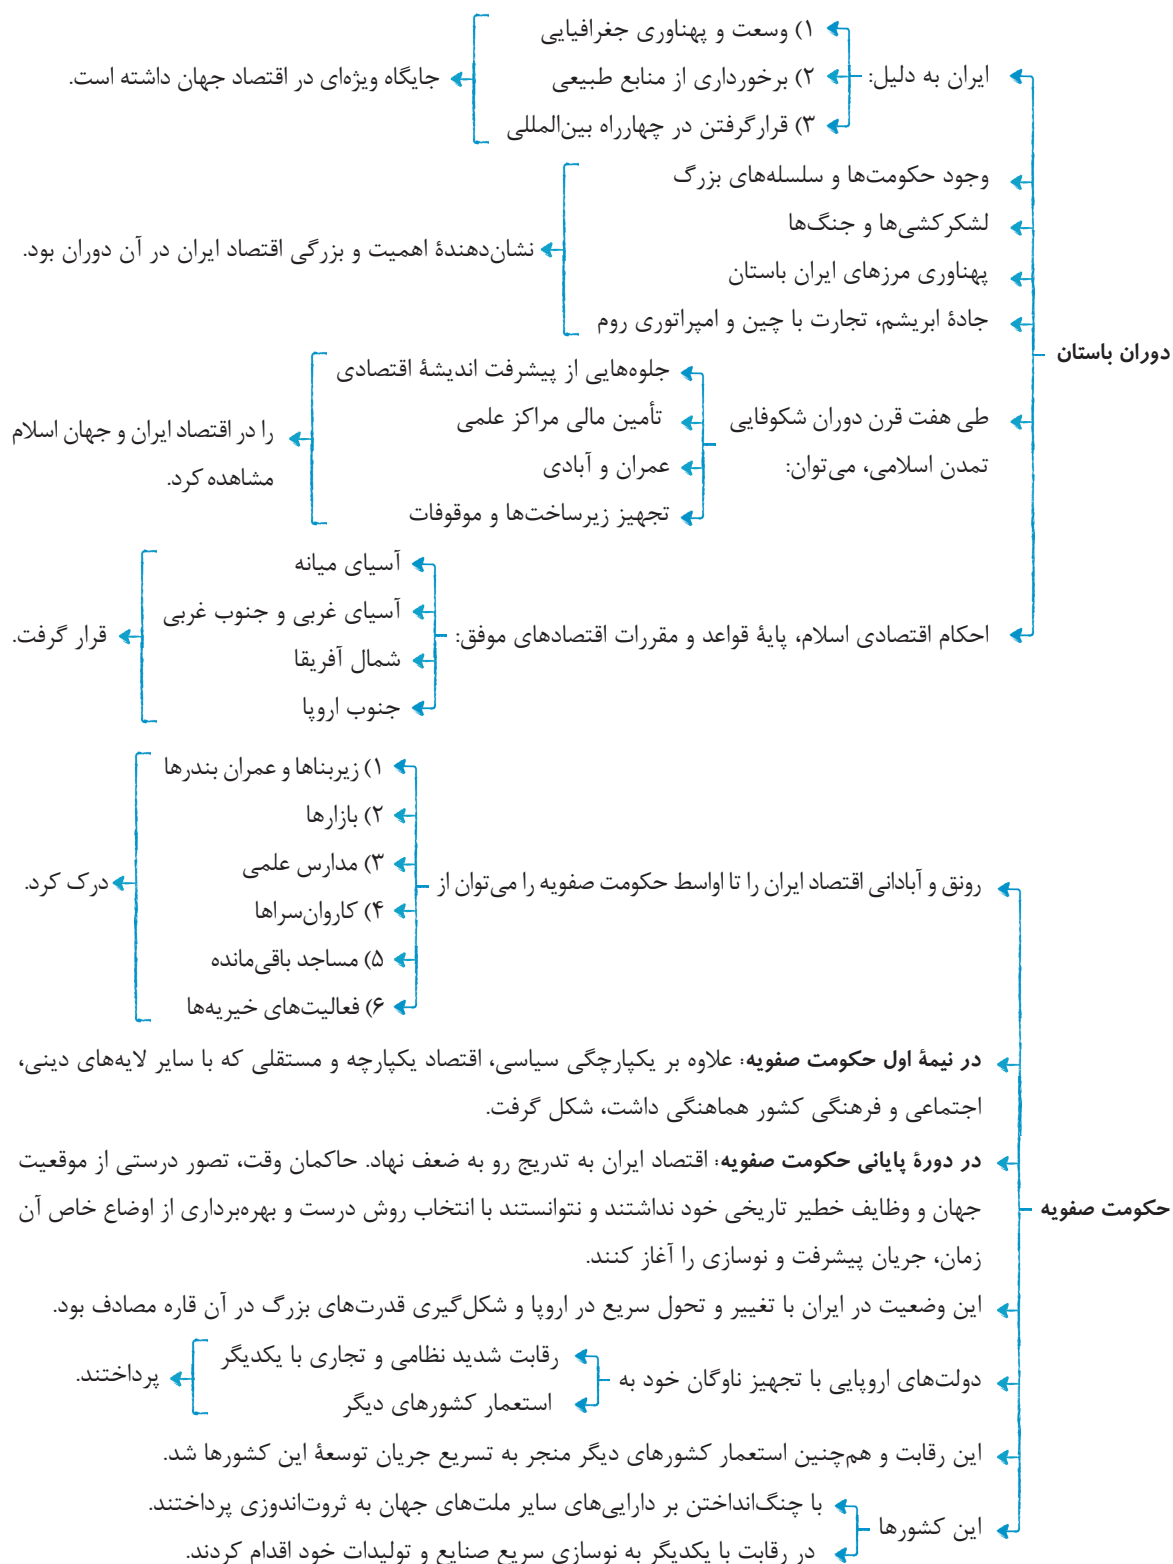 دوران باستان
ایران به دلیل:
۱) وسعت و پهناوری جغرافیایی
۲) برخورداری از منابع طبیعی
۳) قرارگرفتن در چهارراه بین‌المللی
جایگاه ویژه‌ای در اقتصاد جهان داشته است.
وجود حکومت‌ها و سلسله‌های بزرگ
لشکرکشی‌ها و جنگ‌ها
پهناوری مرزهای ایران باستان
جادۀ ابریشم، تجارت با چین و امپراتوری روم
نشان‌دهندۀ اهمیت و بزرگی اقتصاد ایران در آن دوران بود.
طی هفت قرن دوران شکوفایی
تمدن اسلامی، می‌توان:
جلوه‌هایی از پیشرفت اندیشۀ اقتصادی
تأمین مالی مراکز علمی
عمران و آبادی
تجهیز زیرساخت‌ها و موقوفات
را در اقتصاد ایران و جهان اسلام
مشاهده کرد.
احکام اقتصادی اسلام، پایۀ قواعد و مقررات اقتصادهای موفق:
آسیای میانه
آسیای غربی و جنوب غربی
شمال آفریقا
جنوب اروپا
قرار گرفت.
حکومت صفویه
رونق و آبادانی اقتصاد ایران را تا اواسط حکومت صفویه را می‌توان از
۱) زیربناها و عمران بندرها
۲) بازارها
۳) مدارس علمی
۴) کاروان‌سراها
۵) مساجد باقی‌مانده
۶) فعالیت‌های خیریه‌ها
درک کرد.
در نیمۀ اول حکومت صفویه: علاوه بر یکپارچگی سیاسی، اقتصاد یکپارچه و مستقلی که با سایر لایه‌های دینی،
اجتماعی و فرهنگی کشور هماهنگی داشت، شکل گرفت.
در دورۀ پایانی حکومت صفویه: اقتصاد ایران به تدریج رو به ضعف نهاد. حاکمان وقت، تصور درستی از موقعیت
جهان و وظایف خطیر تاریخی خود نداشتند و نتوانستند با انتخاب روش درست و بهره‌برداری از اوضاع خاص آن
زمان، جریان پیشرفت و نوسازی را آغاز کنند.
این وضعیت در ایران با تغییر و تحول سریع در اروپا و شکل‌گیری قدرت‌های بزرگ در آن قاره مصادف بود.
دولت‌های اروپایی با تجهیز ناوگان خود به
رقابت شدید نظامی و تجاری با یکدیگر
استعمار کشورهای دیگر
پرداختند.
این رقابت و هم‌چنین استعمار کشورهای دیگر منجر به تسریع جریان توسعۀ این کشورها شد.
این کشورها
با چنگ‌انداختن بر دارایی‌های سایر ملت‌های جهان به ثروت‌اندوزی پرداختند.
در رقابت با یکدیگر به نوسازی سریع صنایع و تولیدات خود اقدام کردند.